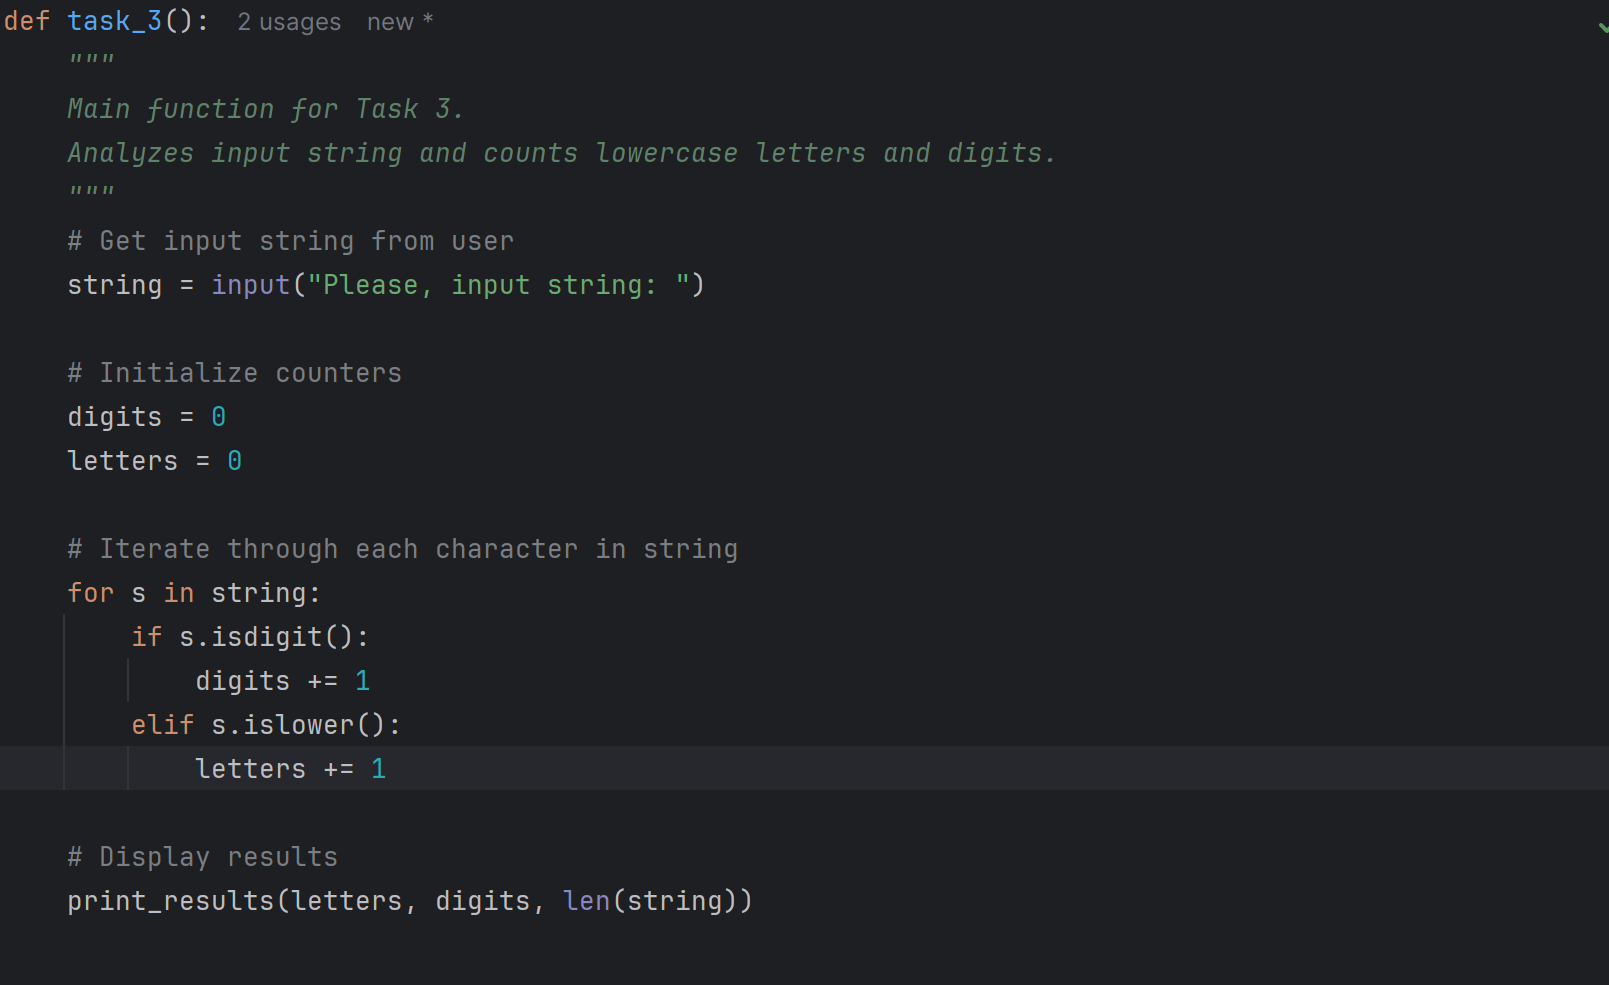 def task_3(): 2 usages new *
    """
    Main function for Task 3.
    Analyzes input string and counts lowercase letters and digits.
    """
    # Get input string from user
    string = input("Please, input string: ")

    # Initialize counters
    digits = 0
    letters = 0

    # Iterate through each character in string
    for s in string:
        if s.isdigit():
            digits += 1
        elif s.islower():
            letters += 1

    # Display results
    print_results(letters, digits, len(string))